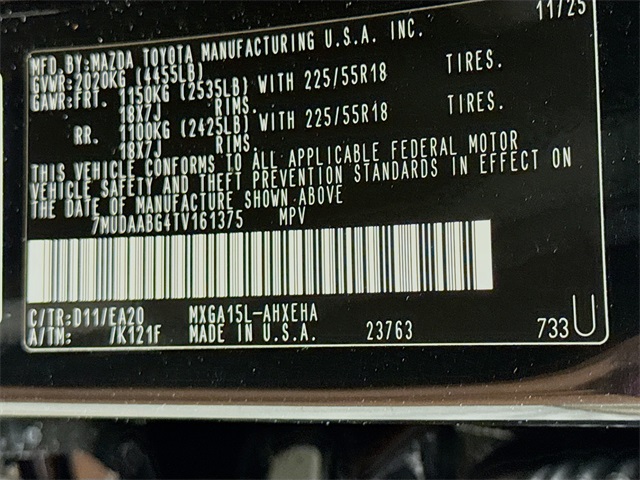 11/25
MFD.BY:MAZDA TOYOTA MANUFACTURING U.S.A. INC.
GVWR:2020KG (4455LB)
GAWR:FRT. 1150KG (2535LB) WITH 225/55R18 TIRES.
18X7J RIMS.
RR. 1100KG (2425LB) WITH 225/55R18 TIRES.
18X7J RIMS.
THIS VEHICLE CONFORMS TO ALL APPLICABLE FEDERAL MOTOR
VEHICLE SAFETY AND THEFT PREVENTION STANDARDS IN EFFECT ON
THE DATE OF MANUFACTURE SHOWN ABOVE
7MUDAABG4TV161375 MPV
C/TR:D11/EA20 MXGA15L-AHXEHA
A/TM: /K121F MADE IN U.S.A. 23763 733U